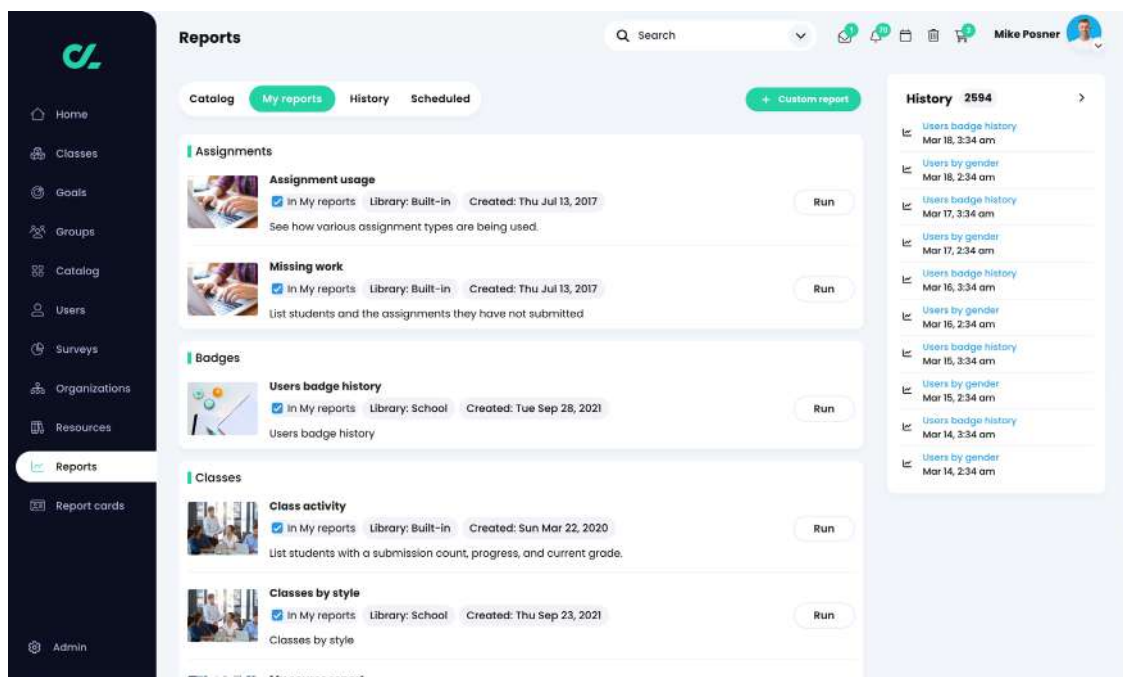 Reports
Search
Mike Posner
Home
Classes
Goals
Groups
Catalog
Users
Surveys
Organizations
Resources
Reports
Report cards
Admin
Catalog My reports History Scheduled
+ Custom report
Assignments
Assignment usage
In My reports Library: Built-in Created: Thu Jul 13, 2017
Run
See how various assignment types are being used.
Missing work
In My reports Library: Built-in Created: Thu Jul 13, 2017
Run
List students and the assignments they have not submitted
Badges
Users badge history
In My reports Library: School Created: Tue Sep 28, 2021
Run
Users badge history
Classes
Class activity
In My reports Library: Built-in Created: Sun Mar 22, 2020
Run
List students with a submission count, progress, and current grade.
Classes by style
In My reports Library: School Created: Thu Sep 23, 2021
Run
Classes by style
History 2594
Users badge history
Mar 18, 3:34 am
Users by gender
Mar 18, 2:34 am
Users badge history
Mar 17, 3:34 am
Users by gender
Mar 17, 2:34 am
Users badge history
Mar 16, 3:34 am
Users by gender
Mar 16, 2:34 am
Users badge history
Mar 15, 3:34 am
Users by gender
Mar 15, 2:34 am
Users badge history
Mar 14, 3:34 am
Users by gender
Mar 14, 2:34 am